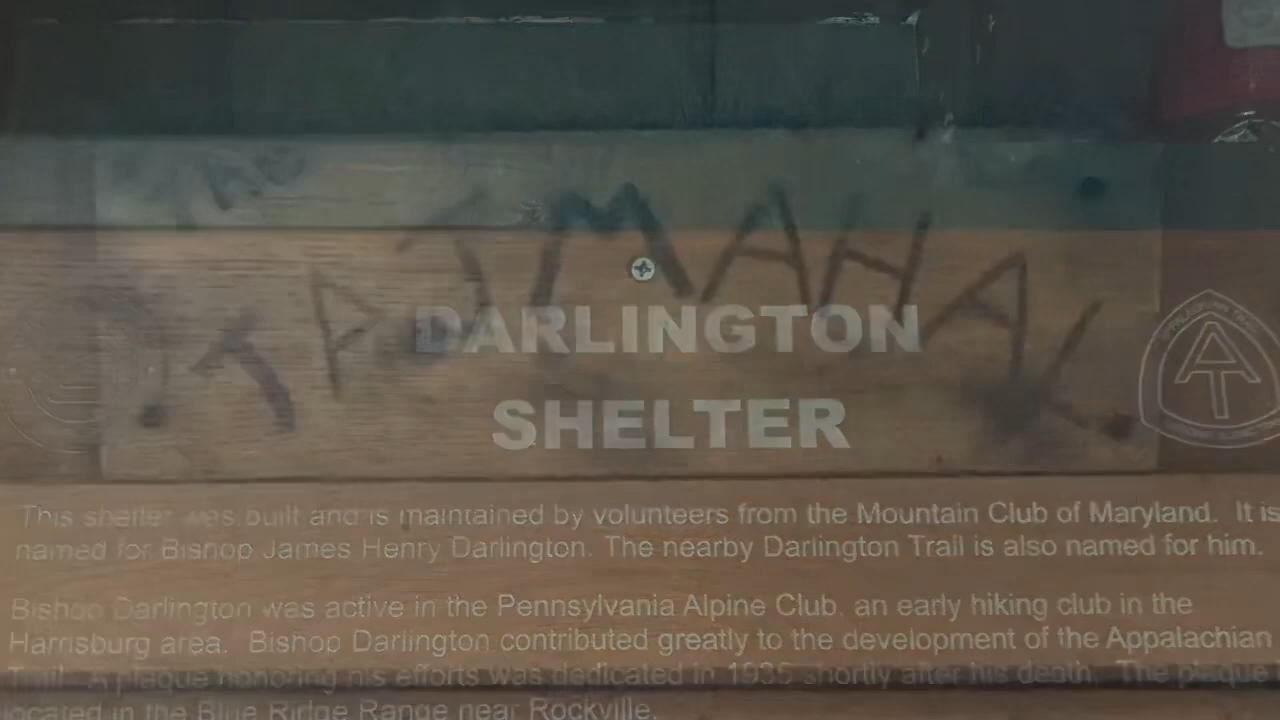 TAJ MAHAL
DARLINGTON
SHELTER
This shelter was built and is maintained by volunteers from the Mountain Club of Maryland. It is
named for Bishop James Henry Darlington. The nearby Darlington Trail is also named for him.
Bishop Darlington was active in the Pennsylvania Alpine Club, an early hiking club in the
Harrisburg area. Bishop Darlington contributed greatly to the development of the Appalachian
Trail. A plaque honoring his efforts was dedicated in 1935 shortly after his death. The plaque
located in the Blue Ridge Range near Rockville.